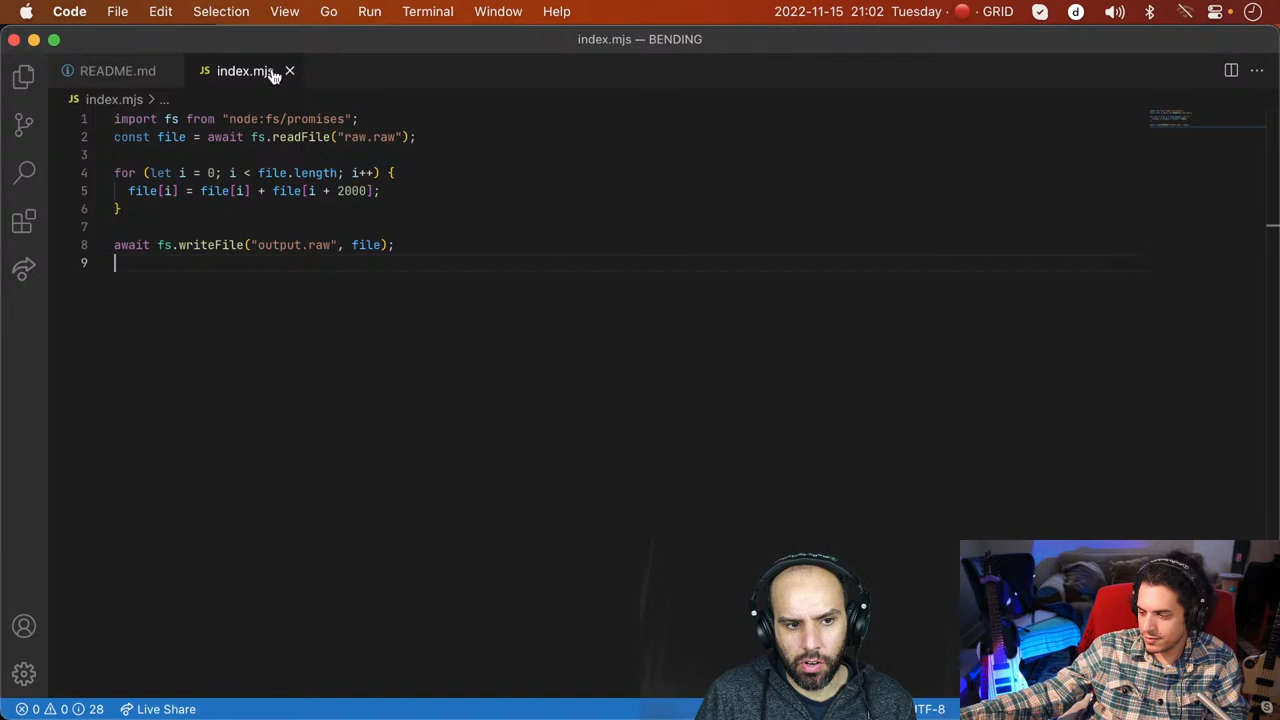 Code File Edit Selection View Go Run Terminal Window Help d 2022-11-15 21:02 Tuesday GRID
index.mjs — BENDING
README.md JS index.mjs
JS index.mjs > ...
1 import fs from "node:fs/promises";
2 const file = await fs.readFile("raw.raw");
3
4 for (let i = 0; i < file.length; i++) {
5 file[i] = file[i] + file[i + 2000];
6 }
7
8 await fs.writeFile("output.raw", file);
9
0 0 28 Live Share UTF-8